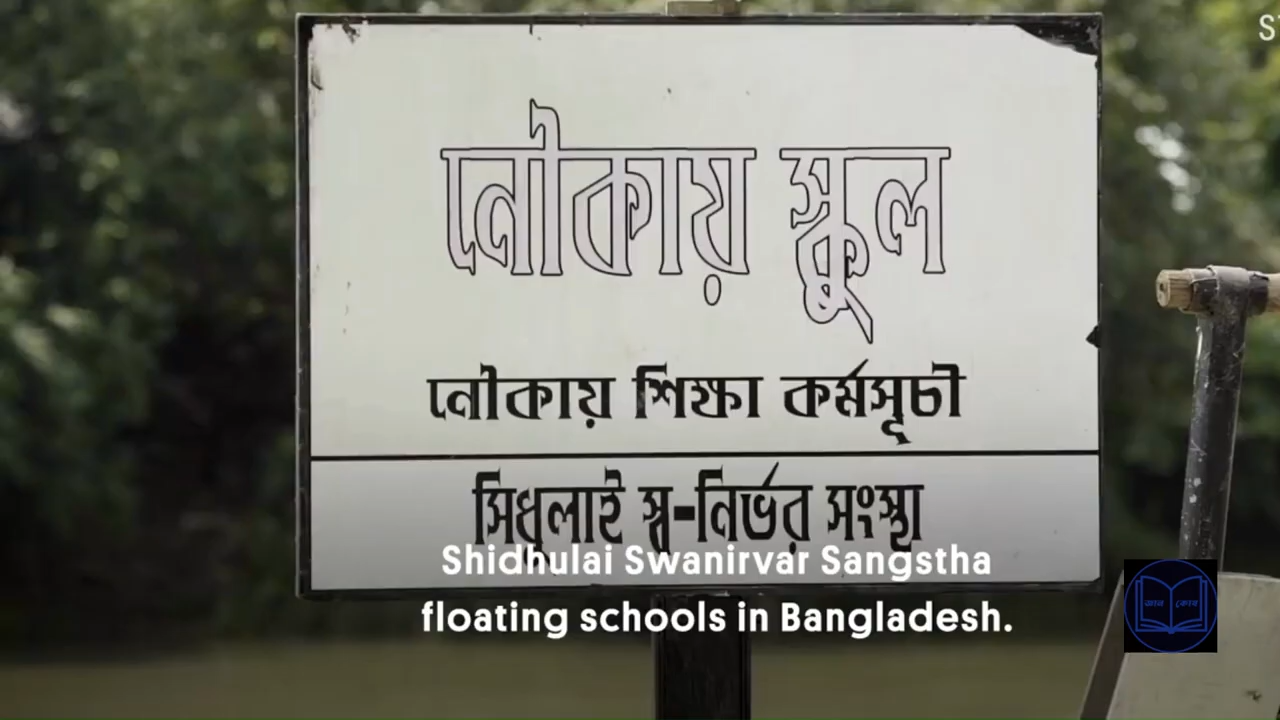 নৌকায় স্কুল
নৌকায় শিক্ষা কর্মসূচী
সিধুলাই স্ব-নির্ভর সংস্থা
Shidhulai Swanirvar Sangstha
floating schools in Bangladesh.